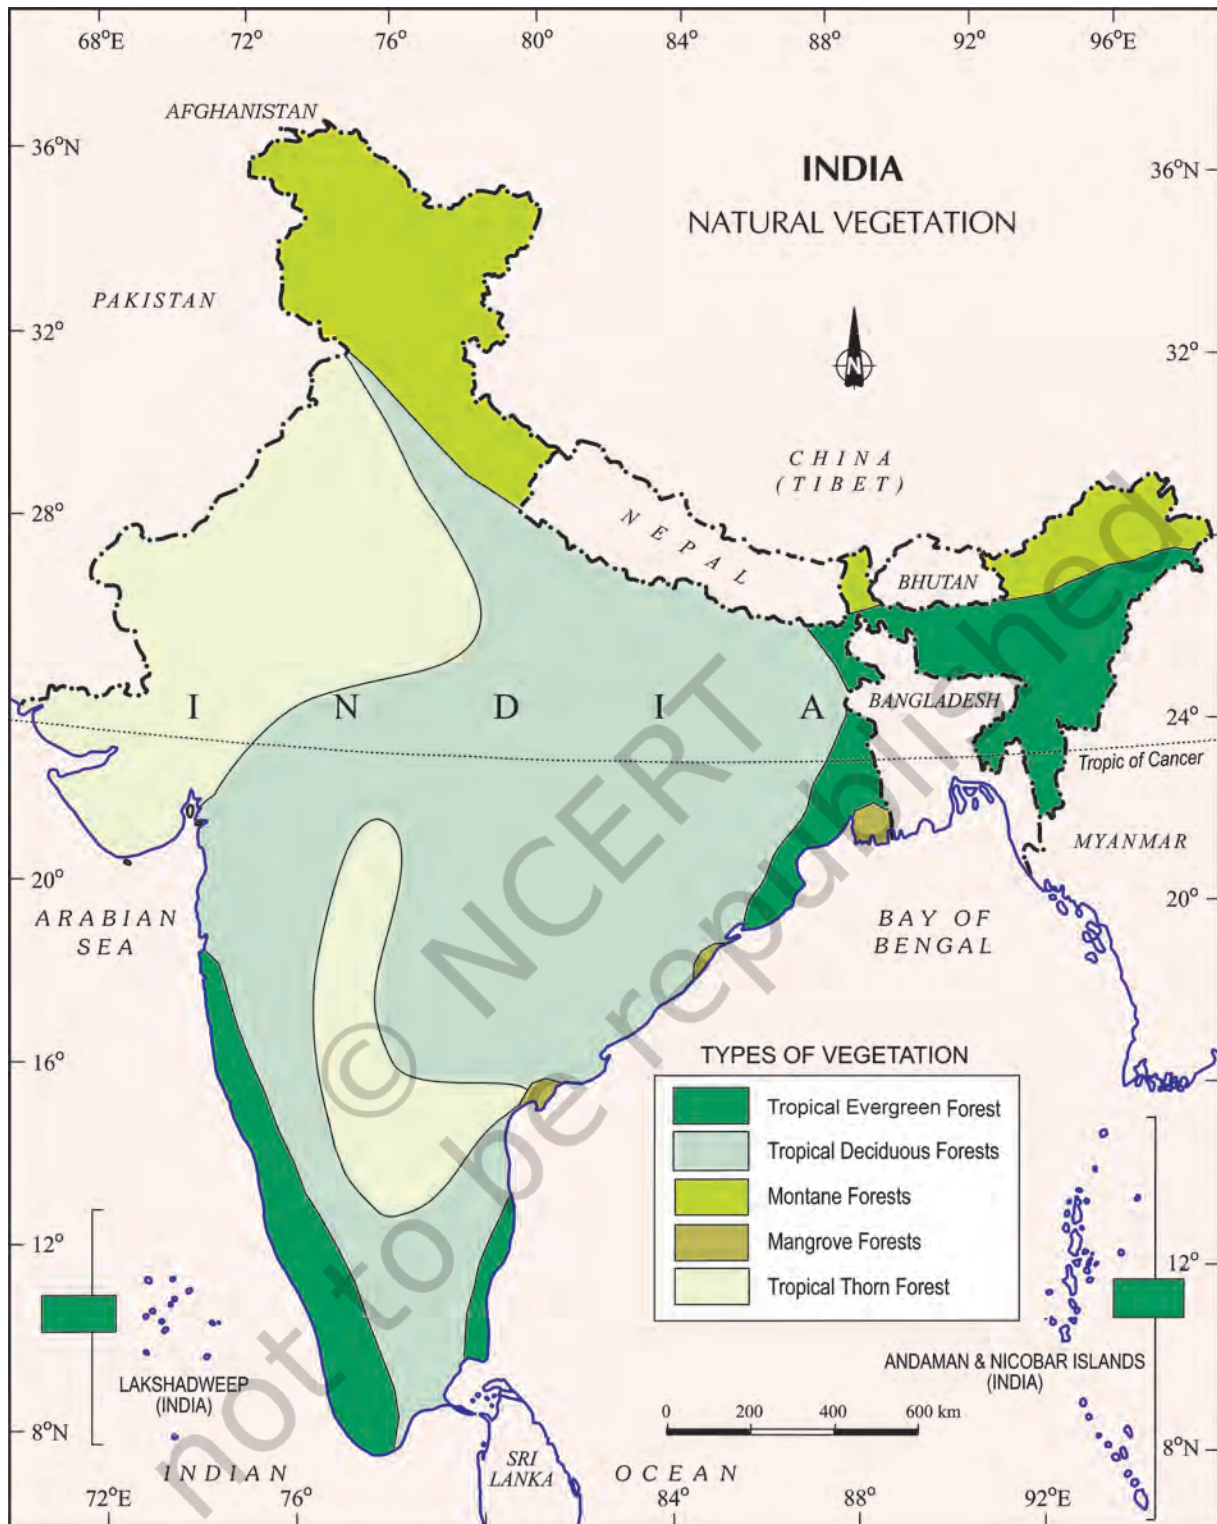 68°E 72° 76° 80° 84° 88° 92° 96°E
AFGHANISTAN
36°N
INDIA
36°N
NATURAL VEGETATION
PAKISTAN
32°
32°
N
CHINA
(TIBET)
28°
28°
NEPAL
BHUTAN
I N D I A
BANGLADESH
24°
24°
Tropic of Cancer
MYANMAR
20°
20°
ARABIAN
SEA
BAY OF
BENGAL
16°
TYPES OF VEGETATION
Tropical Evergreen Forest
Tropical Deciduous Forests
Montane Forests
Mangrove Forests
Tropical Thorn Forest
12°
12°
LAKSHADWEEP
(INDIA)
ANDAMAN & NICOBAR ISLANDS
(INDIA)
0 200 400 600 km
8°N
8°N
SRI
LANKA
INDIAN OCEAN
72°E 76° 84° 88° 92°E
© NCERT
not to be republished